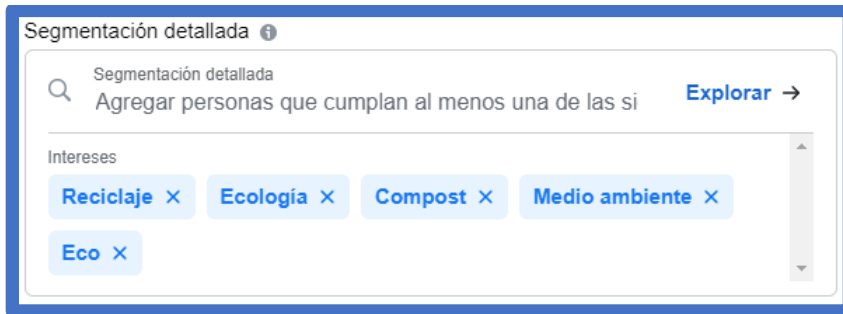 Segmentación detallada
Segmentación detallada
Agregar personas que cumplan al menos una de las si
Explorar →
Intereses
Reciclaje × Ecología × Compost × Medio ambiente ×
Eco ×